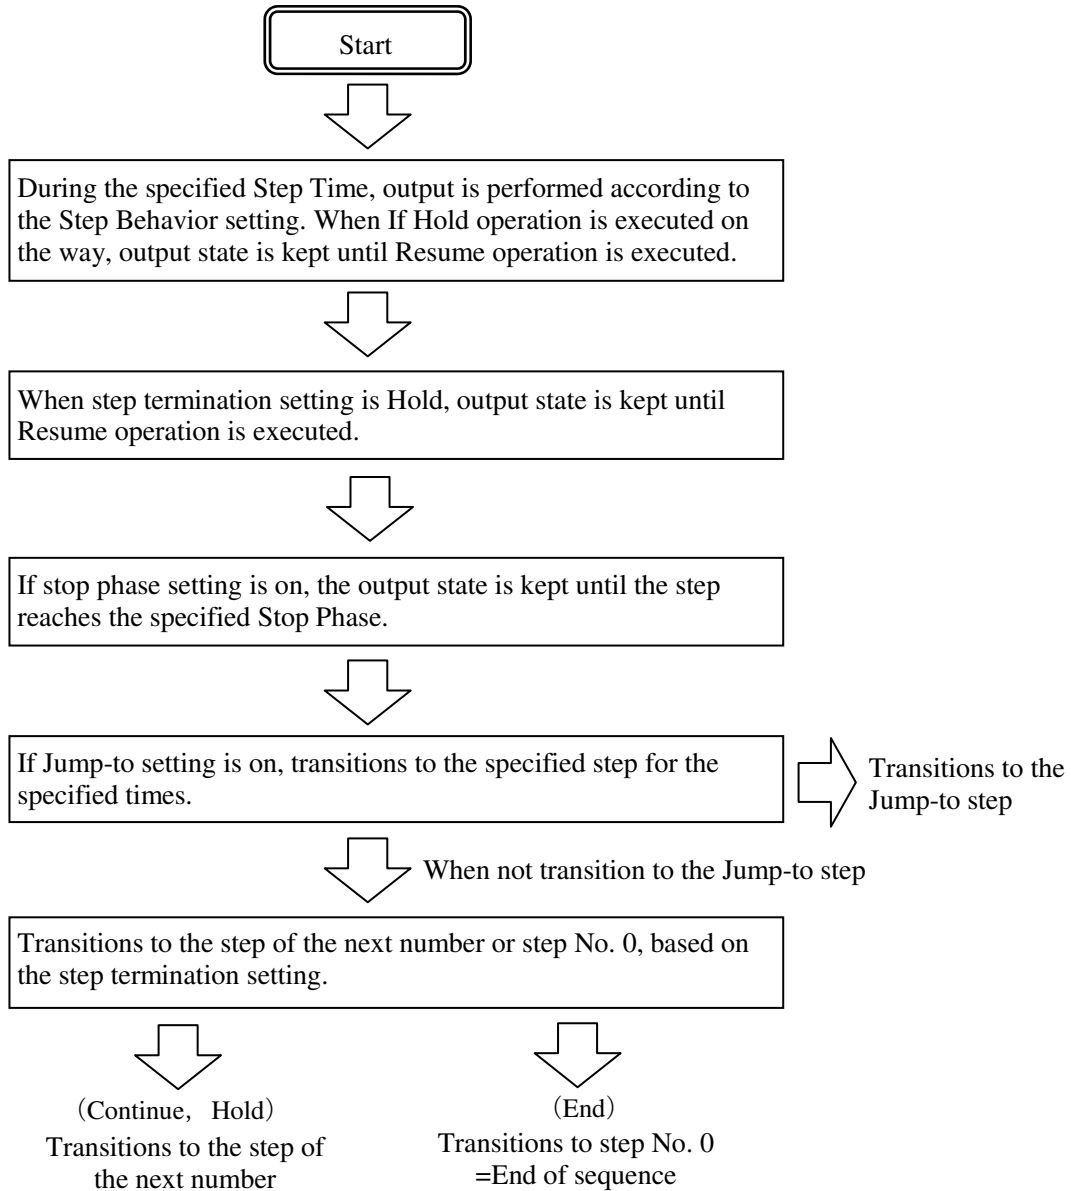 Start
During the specified Step Time, output is performed according to
the Step Behavior setting. When If Hold operation is executed on
the way, output state is kept until Resume operation is executed.
When step termination setting is Hold, output state is kept until
Resume operation is executed.
If stop phase setting is on, the output state is kept until the step
reaches the specified Stop Phase.
If Jump-to setting is on, transitions to the specified step for the
specified times.
Transitions to the
Jump-to step
When not transition to the Jump-to step
Transitions to the step of the next number or step No. 0, based on
the step termination setting.
（Continue, Hold）
Transitions to the step of
the next number
（End）
Transitions to step No. 0
=End of sequence